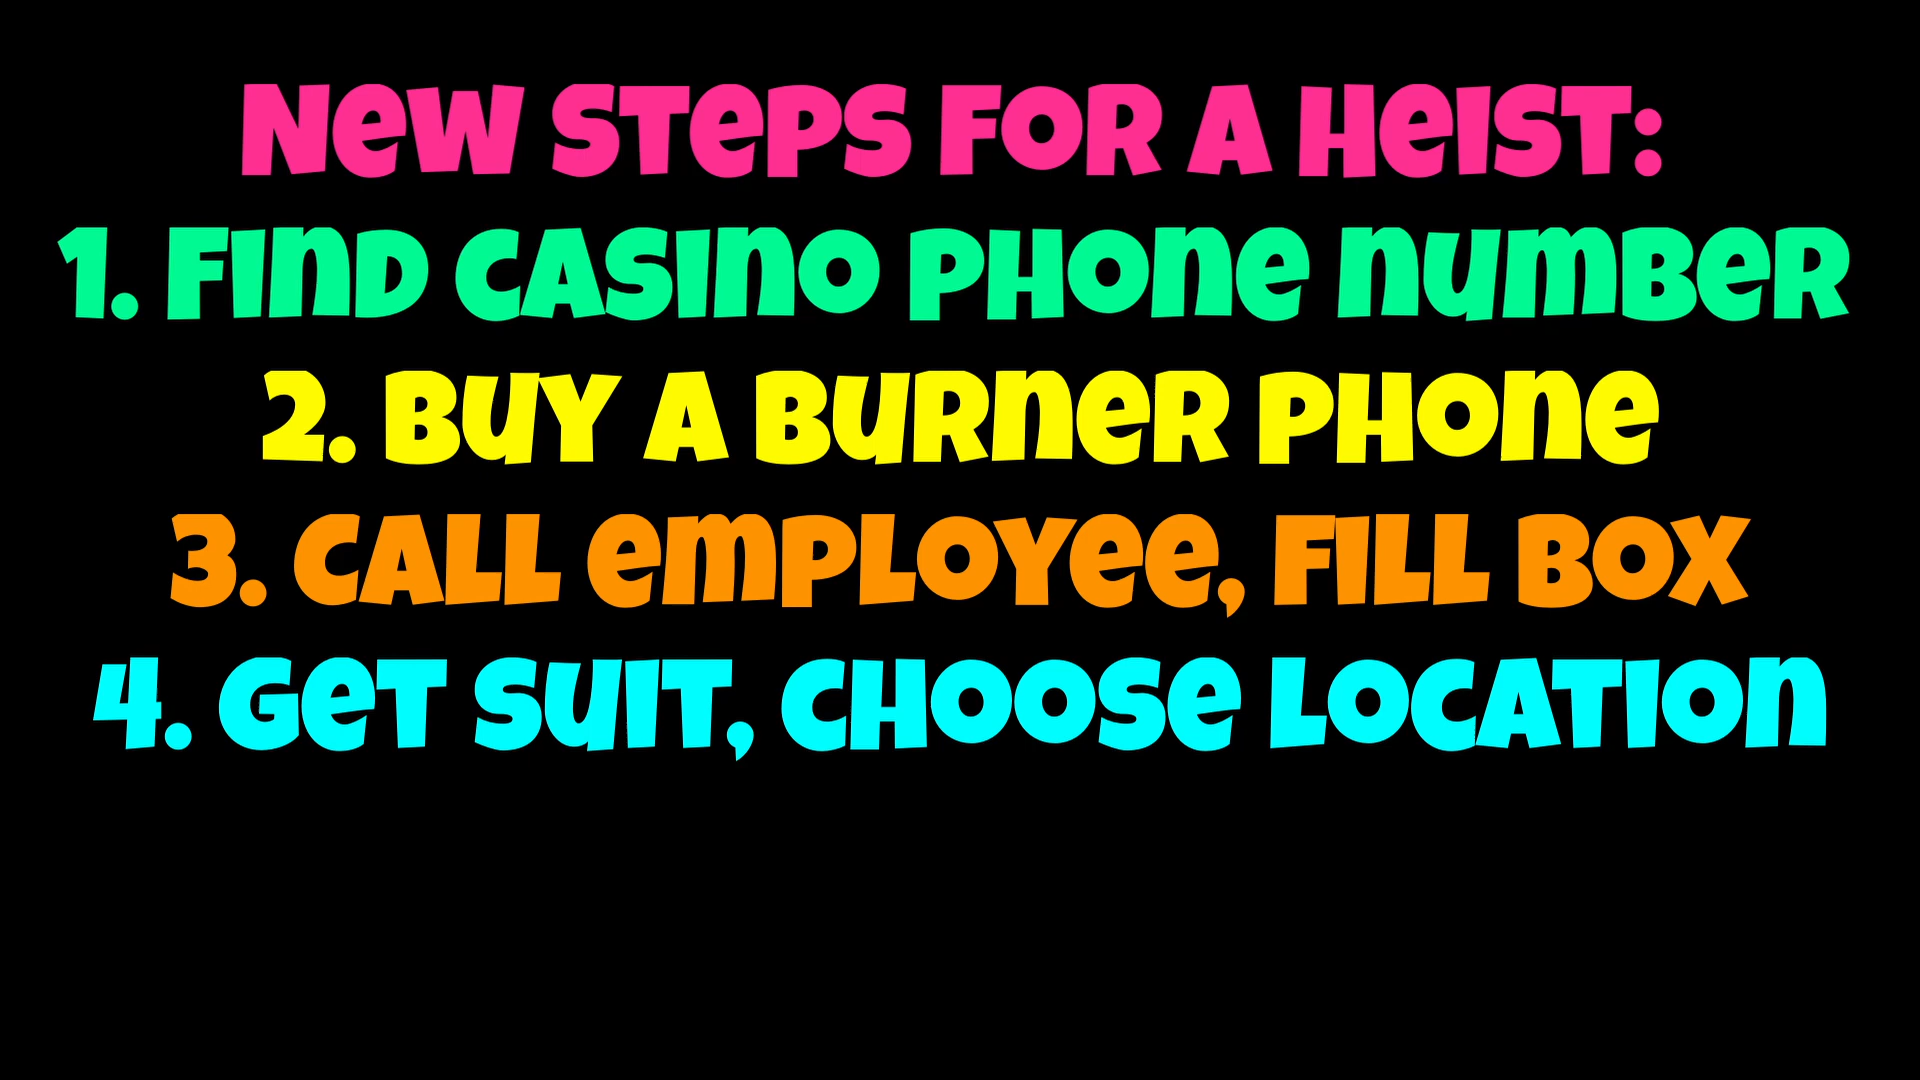 New Steps for a Heist:
1. Find Casino Phone Number
2. Buy a Burner Phone
3. Call Employee, Fill Box
4. Get Suit, Choose Location